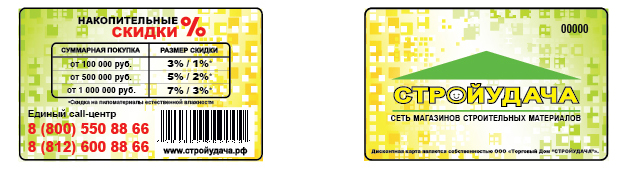 НАКОПИТЕЛЬНЫЕ
СКИДКИ %
СУММАРНАЯ ПОКУПКА РАЗМЕР СКИДКИ
от 100 000 руб. 3% / 1%*
от 500 000 руб. 5% / 2%*
от 1 000 000 руб. 7% / 3%*
*Скидка на пиломатериалы естественной влажности
Единый call-центр
8 (800) 550 88 66
8 (812) 600 88 66
www.стройудача.рф
00000
СТРОЙУДАЧА
СЕТЬ МАГАЗИНОВ СТРОИТЕЛЬНЫХ МАТЕРИАЛОВ
Дисконтная карта является собственностью ООО «Торговый Дом "СТРОЙУДАЧА"».